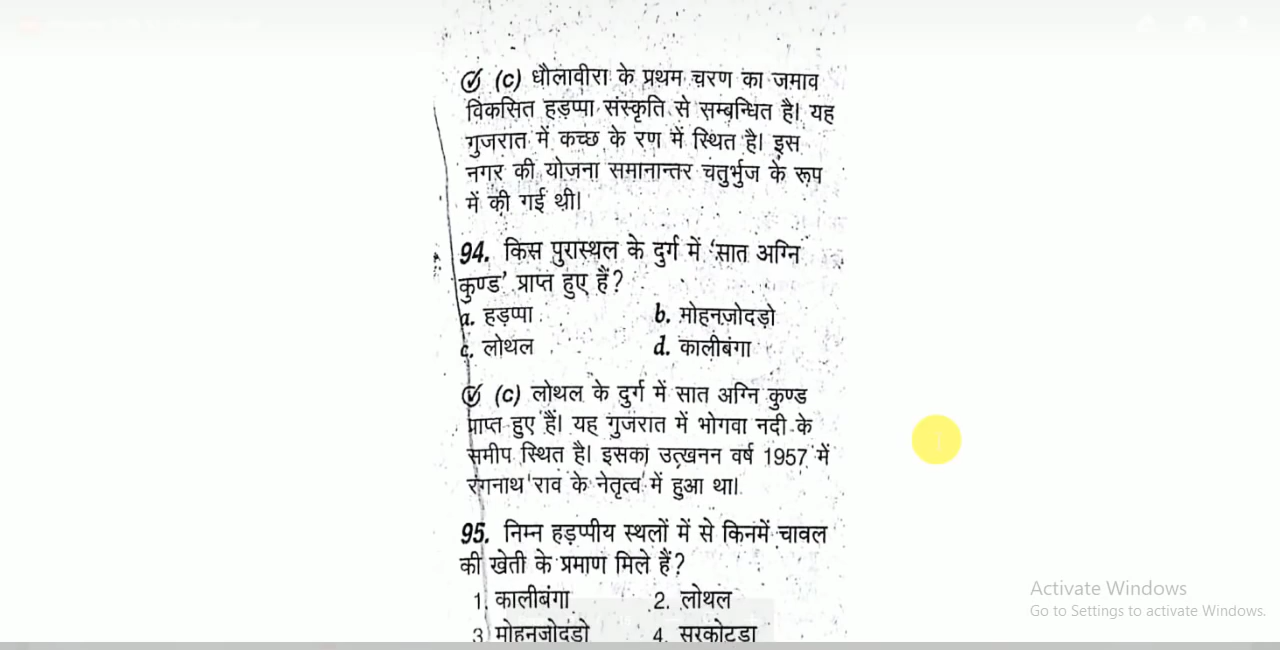 (c) धौलावीरा के प्रथम चरण का जमाव
विकसित हड़प्पा संस्कृति से सम्बन्धित है। यह
गुजरात में कच्छ के रण में स्थित है। इस
नगर की योजना समानान्तर चतुर्भुज के रूप
में की गई थी।
94. किस पुरास्थल के दुर्ग में 'सात अग्नि
कुण्ड' प्राप्त हुए हैं?
a. हड़प्पा
b. मोहनजोदड़ो
c. लोथल
d. कालीबंगा
(c) लोथल के दुर्ग में सात अग्नि कुण्ड
प्राप्त हुए हैं। यह गुजरात में भोगवा नदी के
समीप स्थित है। इसका उत्खनन वर्ष 1957 में
रंगनाथ राव के नेतृत्व में हुआ था।
95. निम्न हड़प्पीय स्थलों में से किनमें चावल
की खेती के प्रमाण मिले हैं?
1. कालीबंगा
2. लोथल
3 मोहनजोदड़ो
4. सुरकोटड़ा
Activate Windows
Go to Settings to activate Windows.